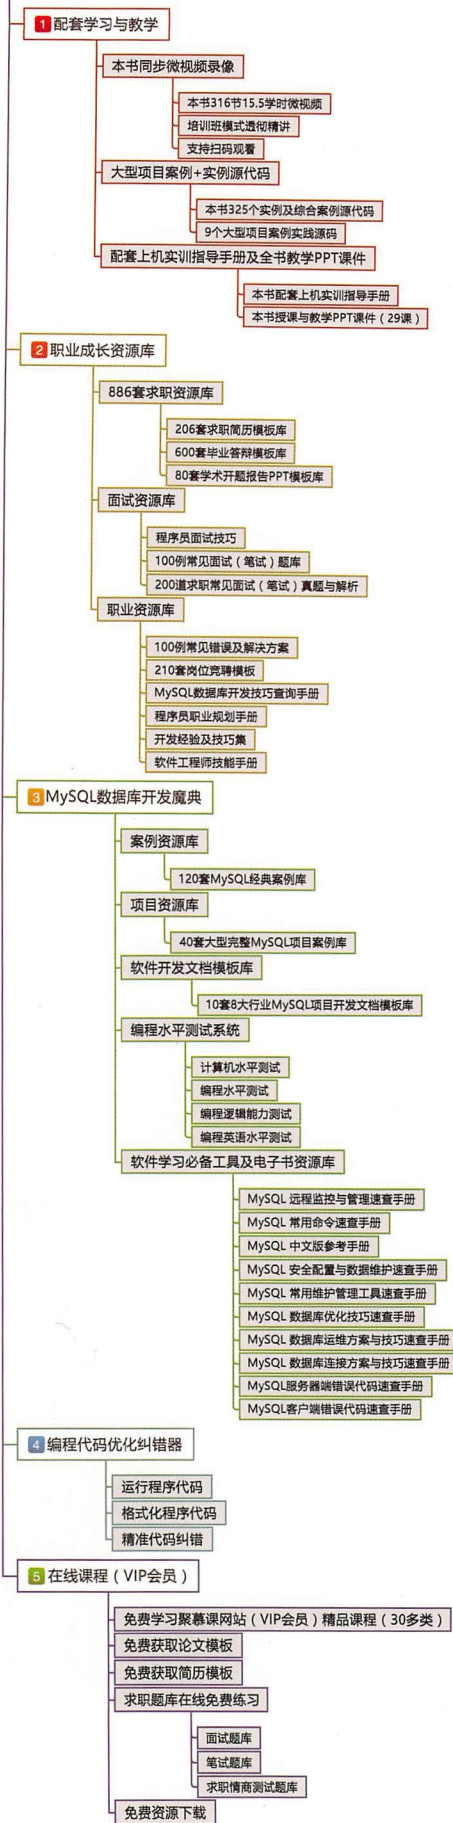 1 配套学习与教学
本书同步微视频录像
本书316节15.5学时微视频
培训班模式透彻精讲
支持扫码观看
大型项目案例+实例源代码
本书325个实例及综合案例源代码
9个大型项目案例实践源码
配套上机实训指导手册及全书教学PPT课件
本书配套上机实训指导手册
本书授课与教学PPT课件（29课）
2 职业成长资源库
886套求职资源库
206套求职简历模板库
600套毕业答辩模板库
80套学术开题报告PPT模板库
面试资源库
程序员面试技巧
100例常见面试（笔试）题库
200道求职常见面试（笔试）真题与解析
职业资源库
100例常见错误及解决方案
210套岗位竞聘模板
MySQL数据库开发技巧查询手册
程序员职业规划手册
开发经验及技巧集
软件工程师技能手册
3 MySQL数据库开发魔典
案例资源库
120套MySQL经典案例库
项目资源库
40套大型完整MySQL项目案例库
软件开发文档模板库
10套8大行业MySQL项目开发文档模板库
编程水平测试系统
计算机水平测试
编程水平测试
编程逻辑能力测试
编程英语水平测试
软件学习必备工具及电子书资源库
MySQL 远程监控与管理速查手册
MySQL 常用命令速查手册
MySQL 中文版参考手册
MySQL 安全配置与数据维护速查手册
MySQL 常用维护管理工具速查手册
MySQL 数据库优化技巧速查手册
MySQL 数据库运维方案与技巧速查手册
MySQL 数据库连接方案与技巧速查手册
MySQL服务器端错误代码速查手册
MySQL客户端错误代码速查手册
4 编程代码优化纠错器
运行程序代码
格式化程序代码
精准代码纠错
5 在线课程（VIP会员）
免费学习聚慕课网站（VIP会员）精品课程（30多类）
免费获取论文模板
免费获取简历模板
求职题库在线免费练习
面试题库
笔试题库
求职情商测试题库
免费资源下载